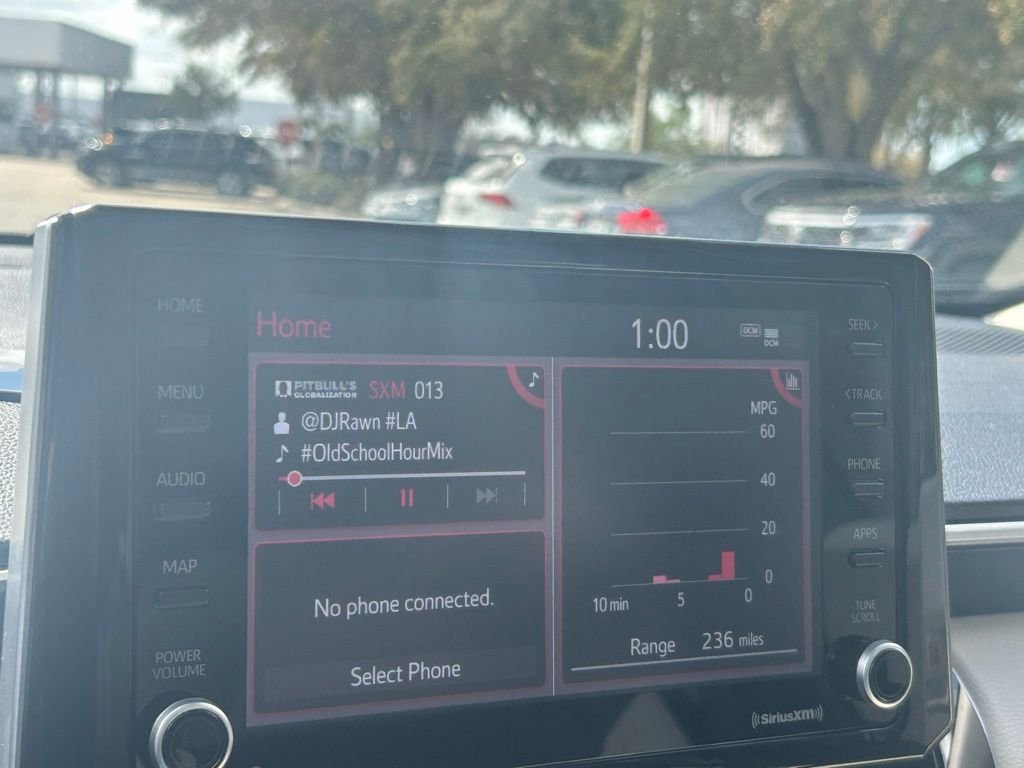 HOME
MENU
AUDIO
MAP
POWER
VOLUME
Home
1:00
DCM
DCM
PITBULL'S
GLOBALIZATION
SXM 013
@DJRawn #LA
#OldSchoolHourMix
No phone connected.
Select Phone
MPG
60
40
20
0
10 min
5
0
Range 236 miles
SEEK >
< TRACK
PHONE
APPS
TUNE
SCROLL
((SiriusXM))